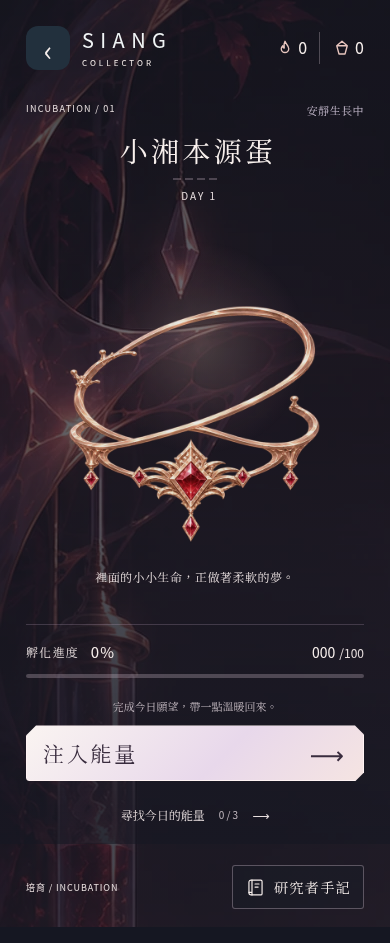 SIANG
COLLECTOR
0
0
INCUBATION / 01
安靜生長中
小湘本源蛋
DAY 1
裡面的小小生命，正做著柔軟的夢。
孵化進度 0%
000 /100
完成今日願望，帶一點溫暖回來。
注入能量 →
尋找今日的能量 0 / 3 →
培育 / INCUBATION
研究者手記